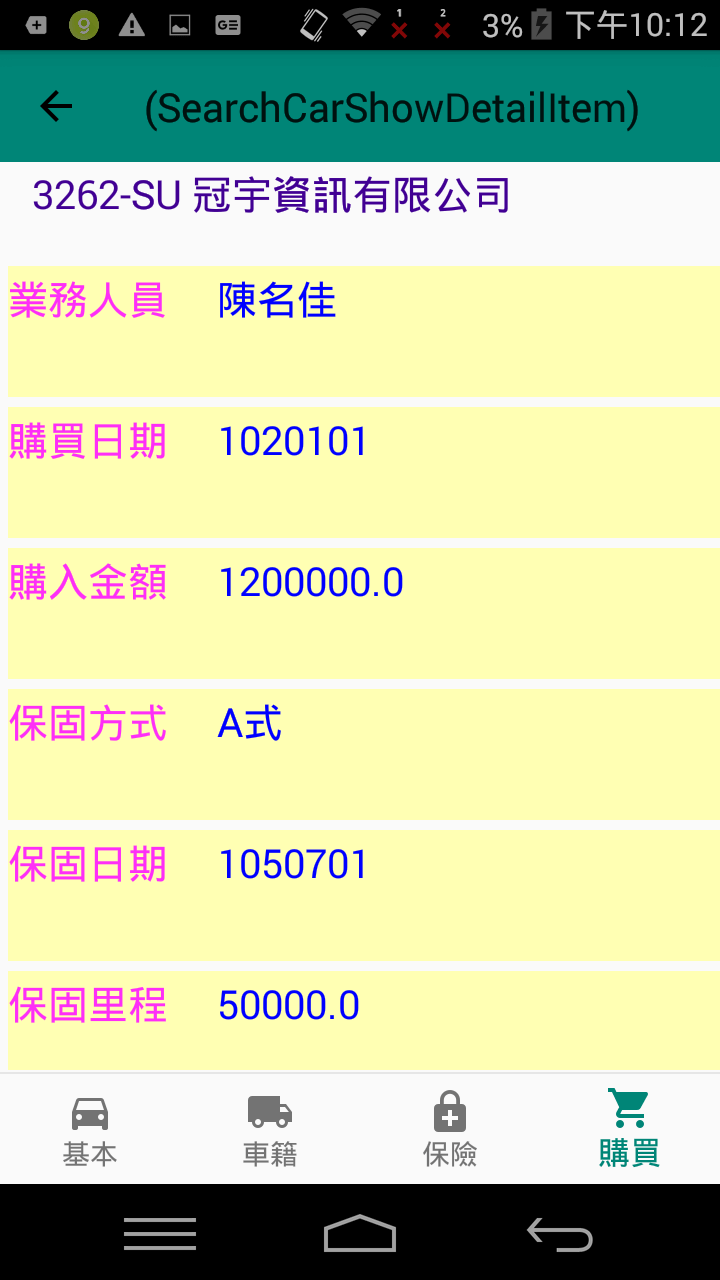 9
GE
1
2
3%
下午10:12
(SearchCarShowDetailItem)
3262-SU 冠宇資訊有限公司
業務人員 陳名佳
購買日期 1020101
購入金額 1200000.0
保固方式 A式
保固日期 1050701
保固里程 50000.0
基本
車籍
保險
購買